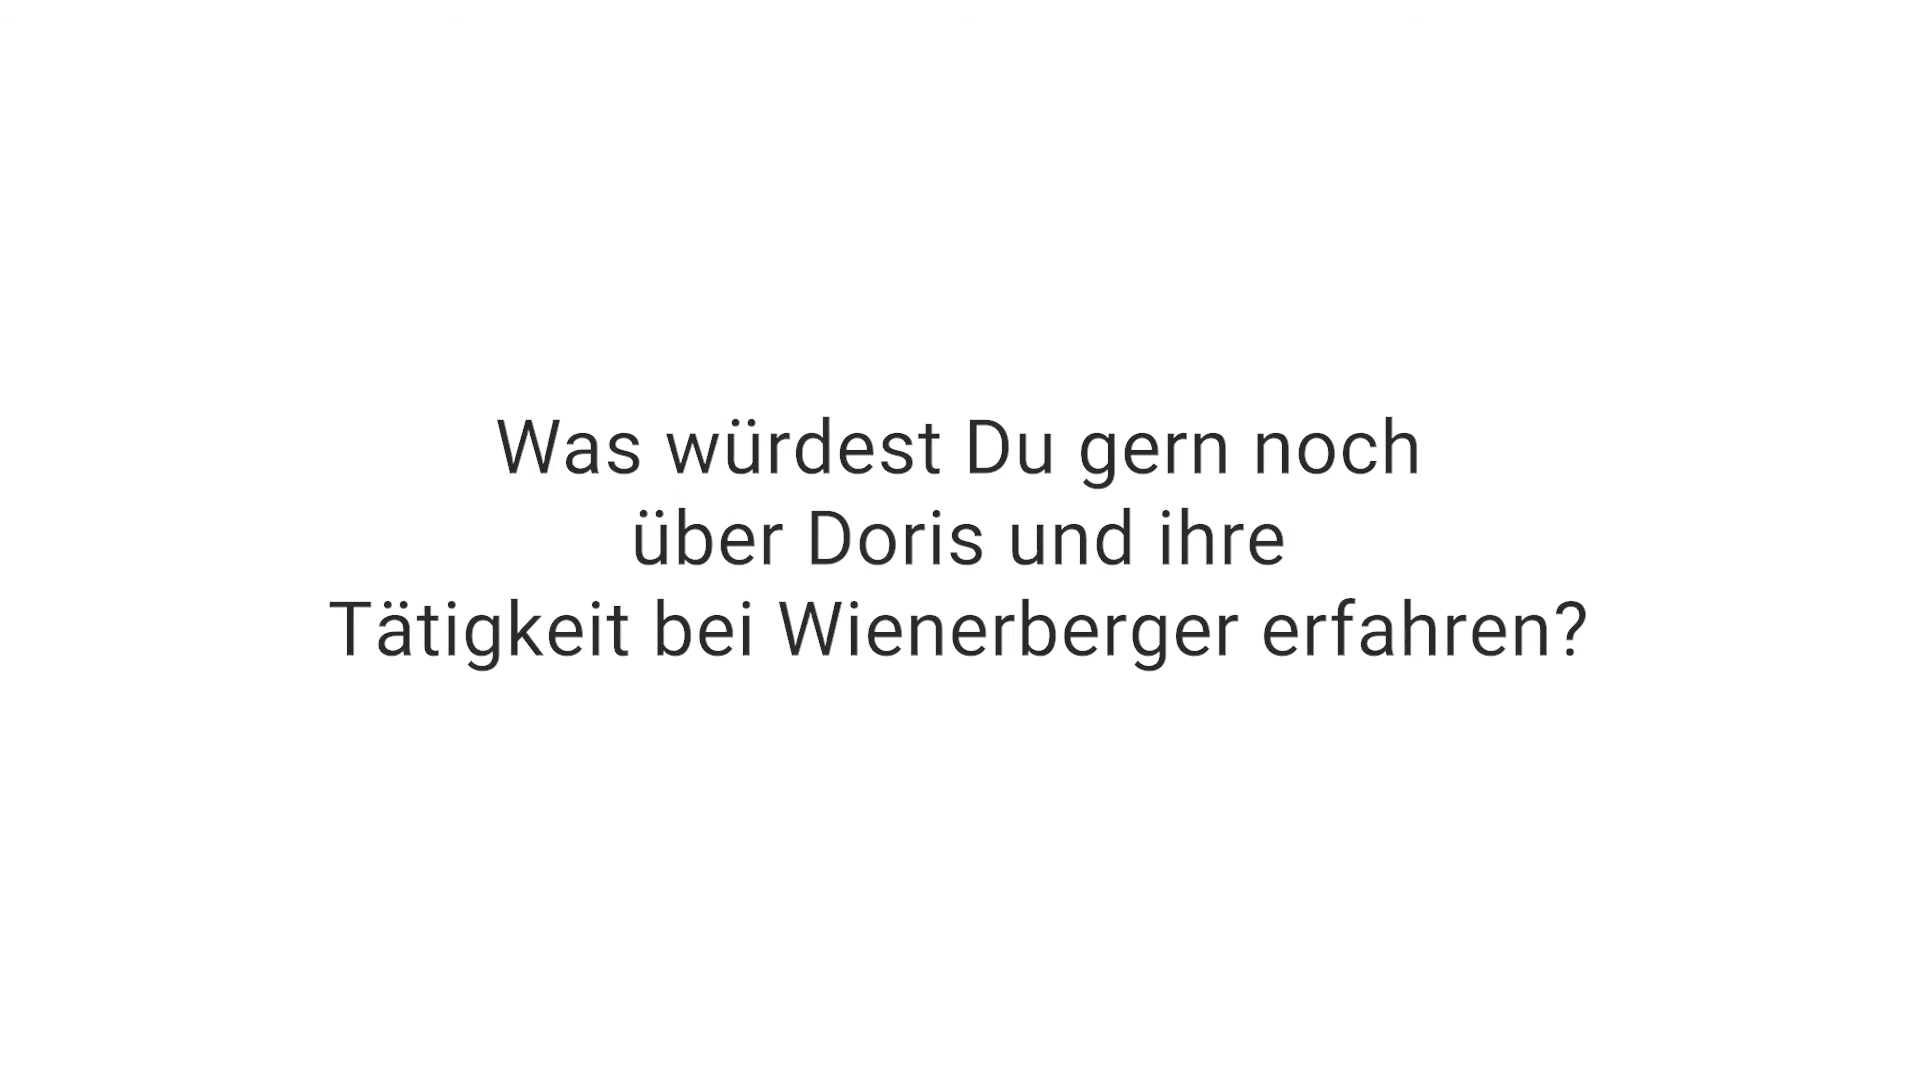 Was würdest Du gern noch
über Doris und ihre
Tätigkeit bei Wienerberger erfahren?